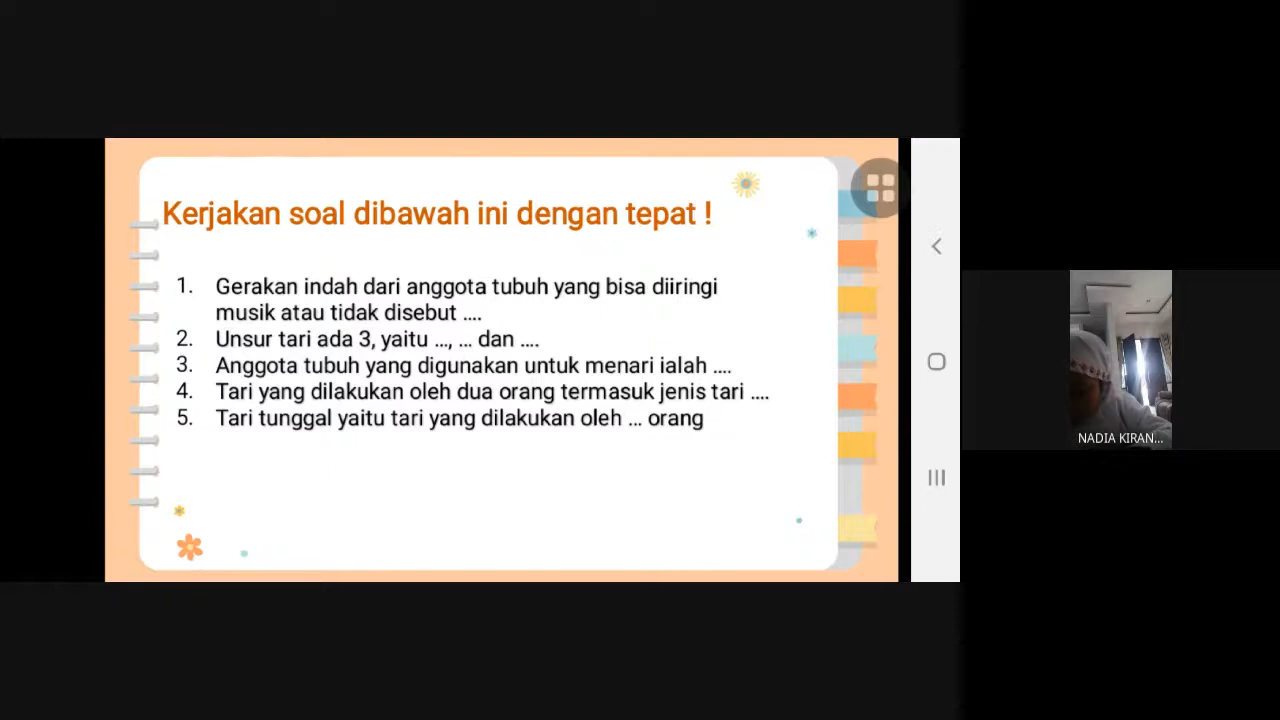 Kerjakan soal dibawah ini dengan tepat !
1. Gerakan indah dari anggota tubuh yang bisa diiringi
musik atau tidak disebut ....
2. Unsur tari ada 3, yaitu ..., ... dan ....
3. Anggota tubuh yang digunakan untuk menari ialah ....
4. Tari yang dilakukan oleh dua orang termasuk jenis tari ....
5. Tari tunggal yaitu tari yang dilakukan oleh ... orang
NADIA KIRAN...